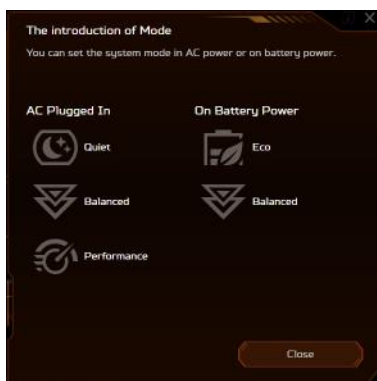 The introduction of Mode
You can set the system mode in AC power or on battery power.
AC Plugged In
On Battery Power
Quiet
Eco
Balanced
Balanced
Performance
Close